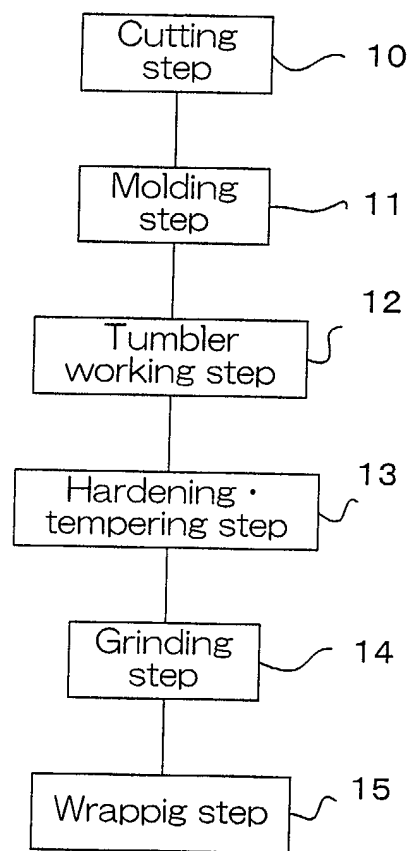 Cutting
step
10
Molding
step
11
12
Tumbler
working step
13
Hardening・
tempering step
Grinding
step
14
15
Wrappig step